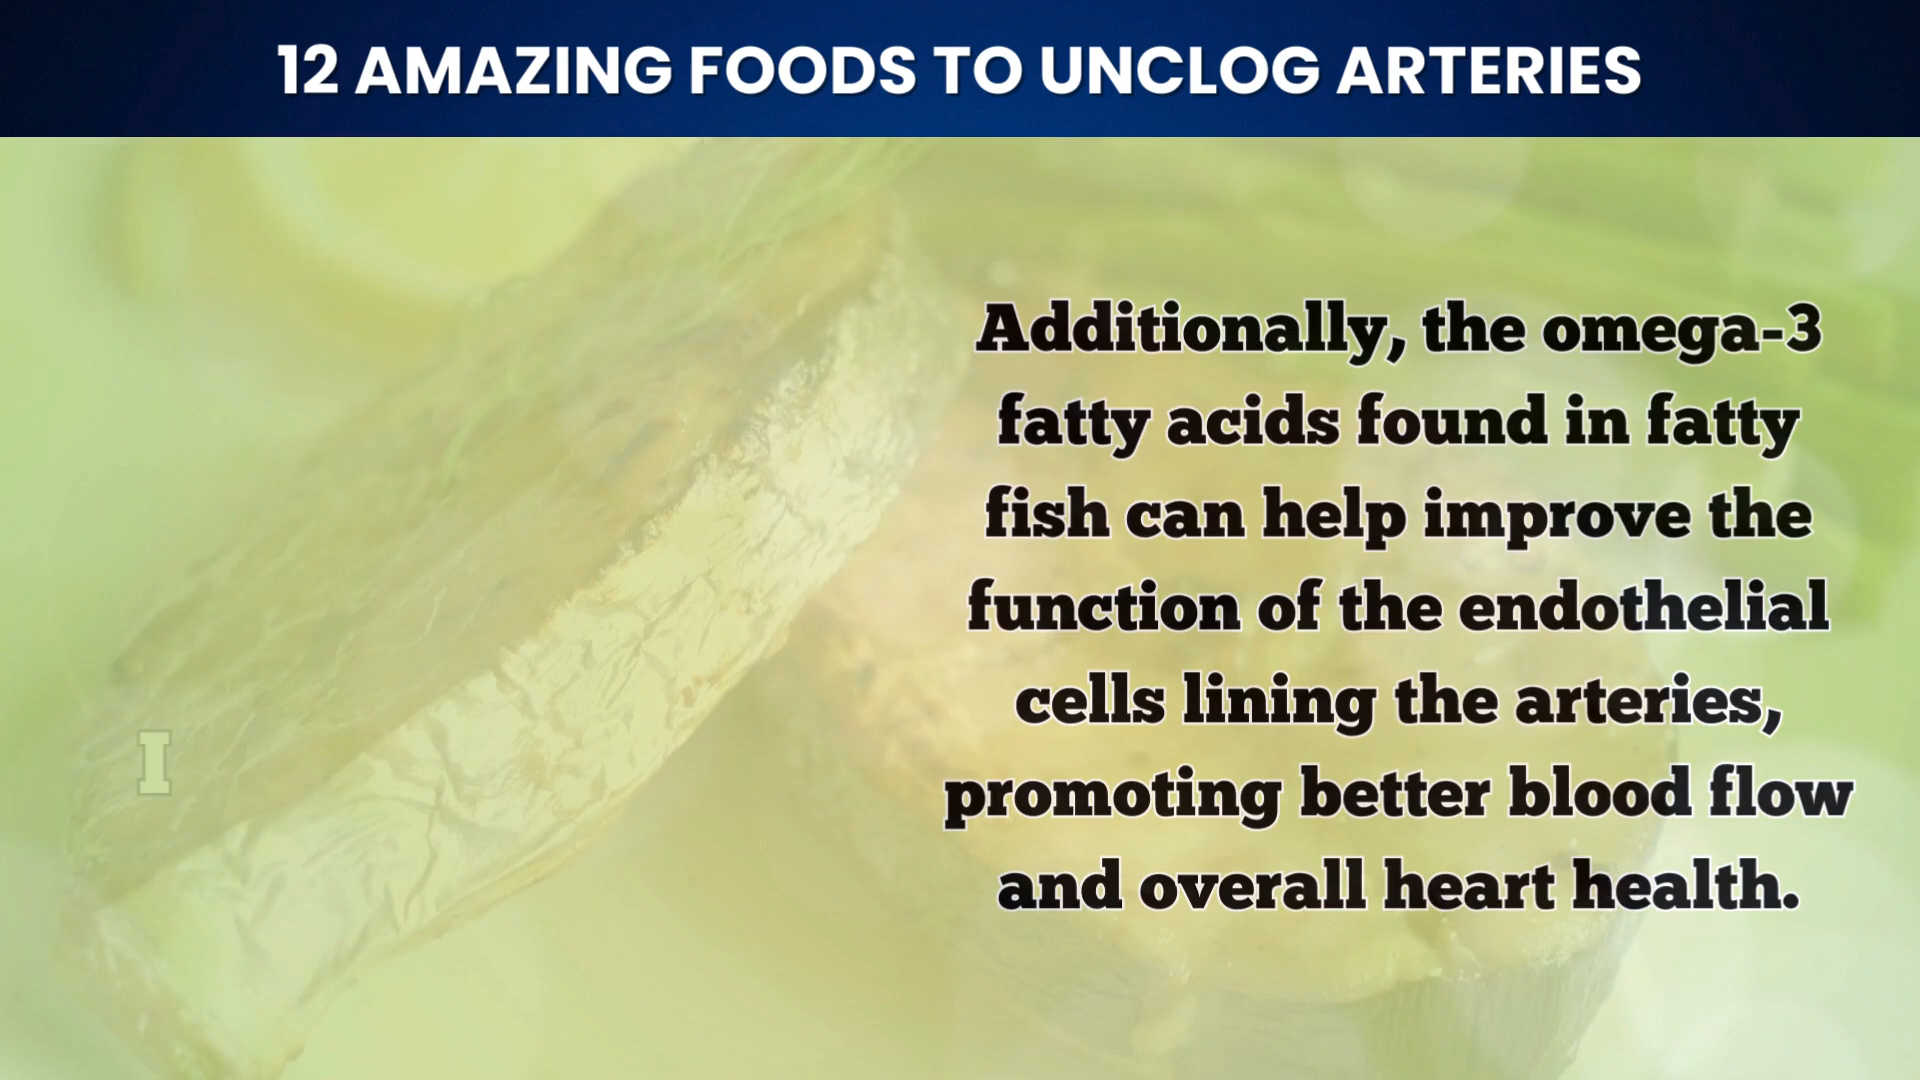 12 AMAZING FOODS TO UNCLOG ARTERIES
Additionally, the omega-3
fatty acids found in fatty
fish can help improve the
function of the endothelial
cells lining the arteries,
promoting better blood flow
and overall heart health.
I